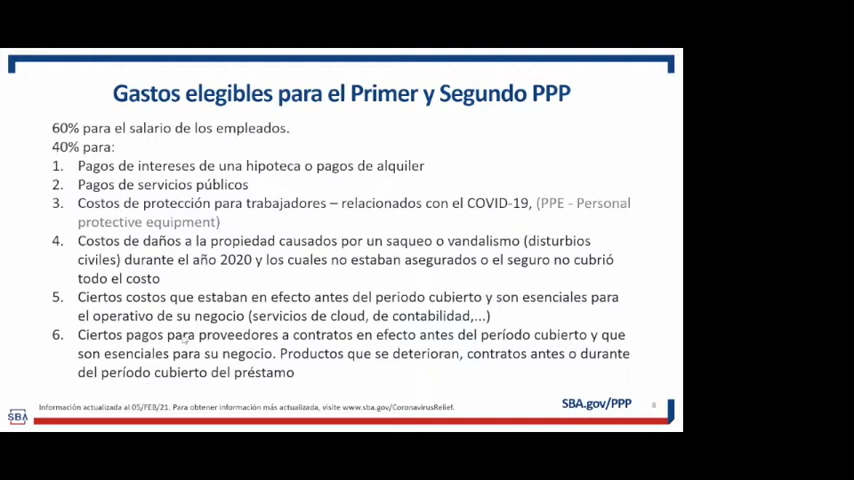 Gastos elegibles para el Primer y Segundo PPP
60% para el salario de los empleados.
40% para:
1. Pagos de intereses de una hipoteca o pagos de alquiler
2. Pagos de servicios públicos
3. Costos de protección para trabajadores – relacionados con el COVID-19, (PPE - Personal
protective equipment)
4. Costos de daños a la propiedad causados por un saqueo o vandalismo (disturbios
civiles) durante el año 2020 y los cuales no estaban asegurados o el seguro no cubrió
todo el costo
5. Ciertos costos que estaban en efecto antes del periodo cubierto y son esenciales para
el operativo de su negocio (servicios de cloud, de contabilidad,...)
6. Ciertos pagos para proveedores a contratos en efecto antes del período cubierto y que
son esenciales para su negocio. Productos que se deterioran, contratos antes o durante
del período cubierto del préstamo
SBA
Información actualizada al 05/FEB/21. Para obtener información más actualizada, visite www.sba.gov/CoronavirusRelief.
SBA.gov/PPP
8